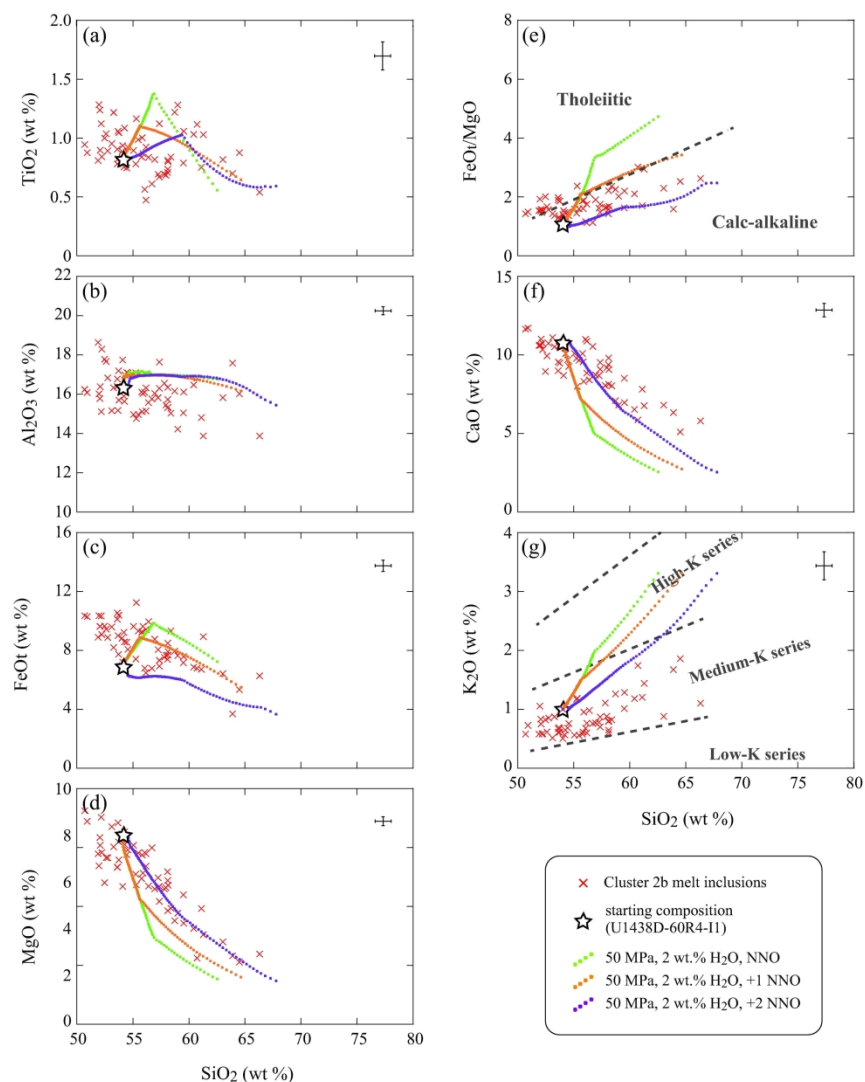 (a)
TiO2 (wt %)
2.0
1.5
1.0
0.5
0
(b)
Al2O3 (wt %)
22
20
18
16
14
12
10
(c)
FeOt (wt %)
16
12
8
4
0
(d)
MgO (wt %)
10
8
6
4
2
0
50 55 60 65 70 75 80
SiO2 (wt %)
(e)
FeOt/MgO
8
6
4
2
0
Tholeiitic
Calc-alkaline
(f)
CaO (wt %)
15
10
5
0
(g)
K2O (wt %)
4
3
2
1
0
High-K series
Medium-K series
Low-K series
50 55 60 65 70 75 80
SiO2 (wt %)
Cluster 2b melt inclusions
starting composition
(U1438D-60R4-I1)
50 MPa, 2 wt.% H2O, NNO
50 MPa, 2 wt.% H2O, +1 NNO
50 MPa, 2 wt.% H2O, +2 NNO